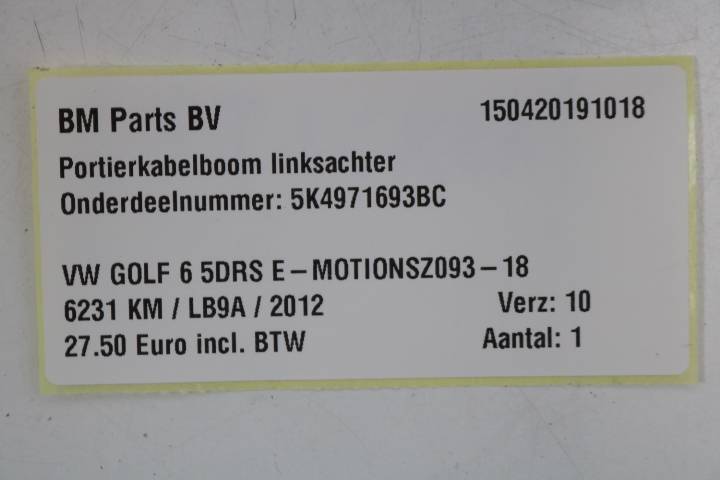 BM Parts BV 150420191018
Portierkabelboom linksachter
Onderdeelnummer: 5K4971693BC
VW GOLF 6 5DRS E-MOTIONSZ093-18
6231 KM / LB9A / 2012 Verz: 10
27.50 Euro incl. BTW Aantal: 1